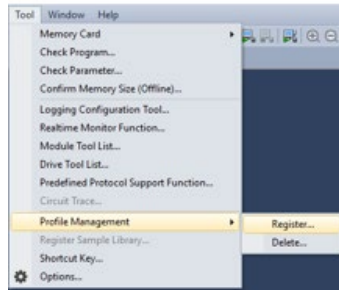 Tool Window Help
Memory Card
Check Program...
Check Parameter...
Confirm Memory Size (Offline)...
Logging Configuration Tool...
Realtime Monitor Function...
Module Tool List...
Drive Tool List...
Predefined Protocol Support Function...
Circuit Trace...
Profile Management
Register...
Register Sample Library...
Delete...
Shortcut Key...
Options...